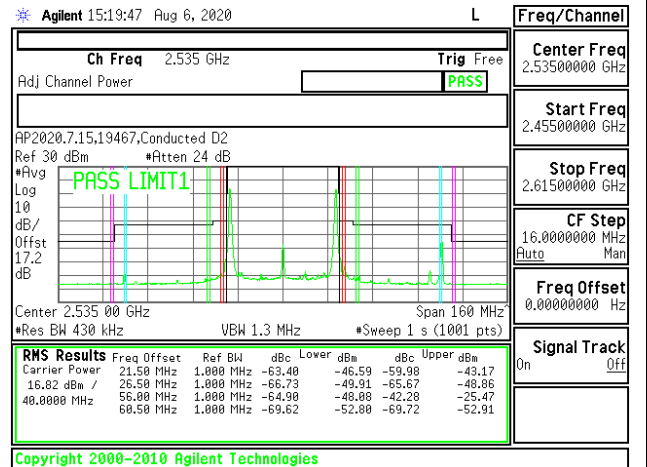 Agilent 15:19:47 Aug 6, 2020 L
Freq/Channel
Ch Freq 2.535 GHz Trig Free
Adj Channel Power PASS
Center Freq
2.53500000 GHz
Start Freq
2.45500000 GHz
AP2020.7.15,19467,Conducted D2
Ref 30 dBm #Atten 24 dB
#Avg
Log
10
dB/
Offst
17.2
dB
PASS LIMIT1
Stop Freq
2.61500000 GHz
CF Step
16.0000000 MHz
Auto Man
Center 2.535 00 GHz Span 160 MHz^
#Res BW 430 kHz VBW 1.3 MHz #Sweep 1 s (1001 pts)
Freq Offset
0.00000000 Hz
Signal Track
On Off
RMS Results Freq Offset Ref BW dBc Lower dBm dBc Upper dBm
Carrier Power 21.50 MHz 1.000 MHz -63.40 -46.59 -59.98 -43.17
16.82 dBm / 26.50 MHz 1.000 MHz -66.73 -49.91 -65.67 -48.86
40.0000 MHz 56.00 MHz 1.000 MHz -64.90 -48.08 -42.28 -25.47
60.50 MHz 1.000 MHz -69.62 -52.80 -69.72 -52.91
Copyright 2000-2010 Agilent Technologies